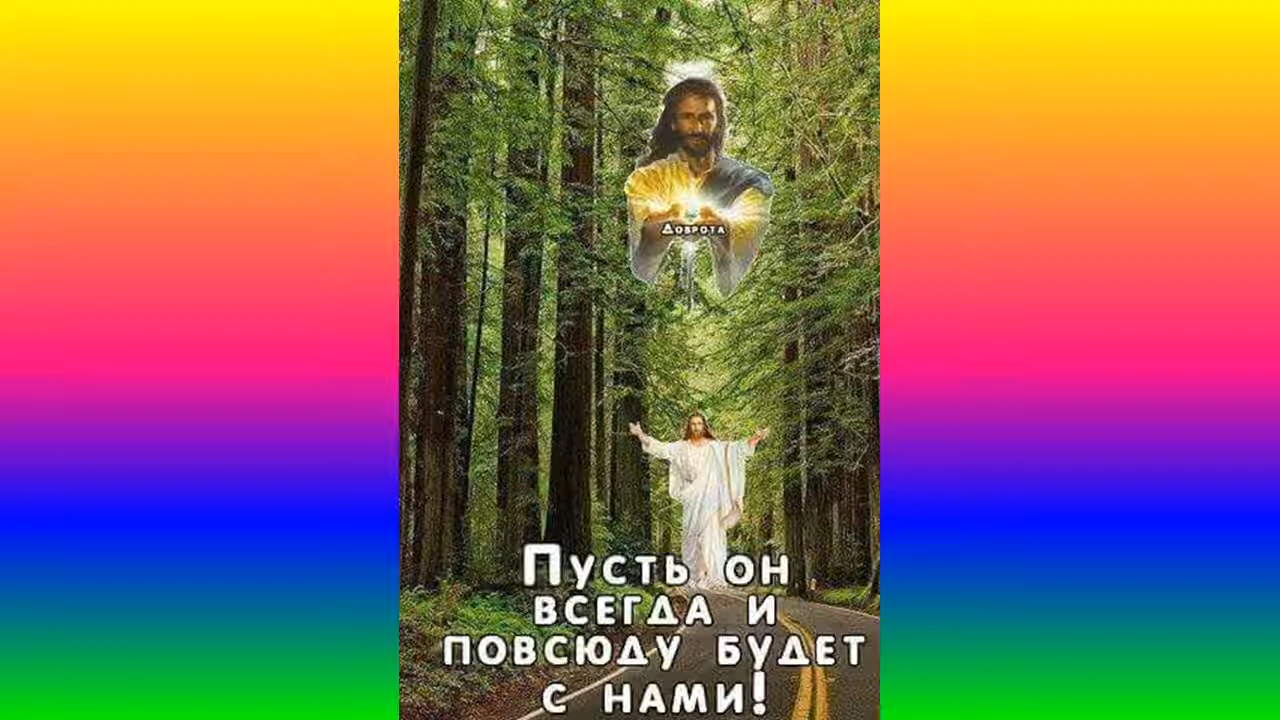 Доброта
Пусть он
всегда и
повсюду будет
с нами!